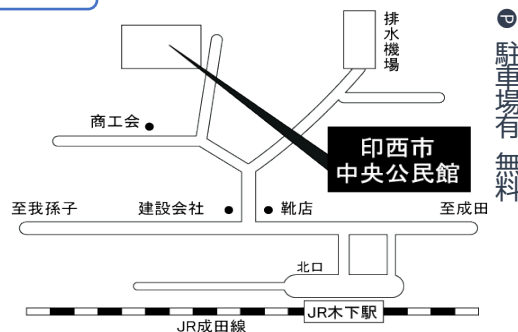 排水機場
Ⓟ 駐車場有 無料
商工会
印西市
中央公民館
至我孫子
建設会社
靴店
至成田
北口
JR木下駅
JR成田線